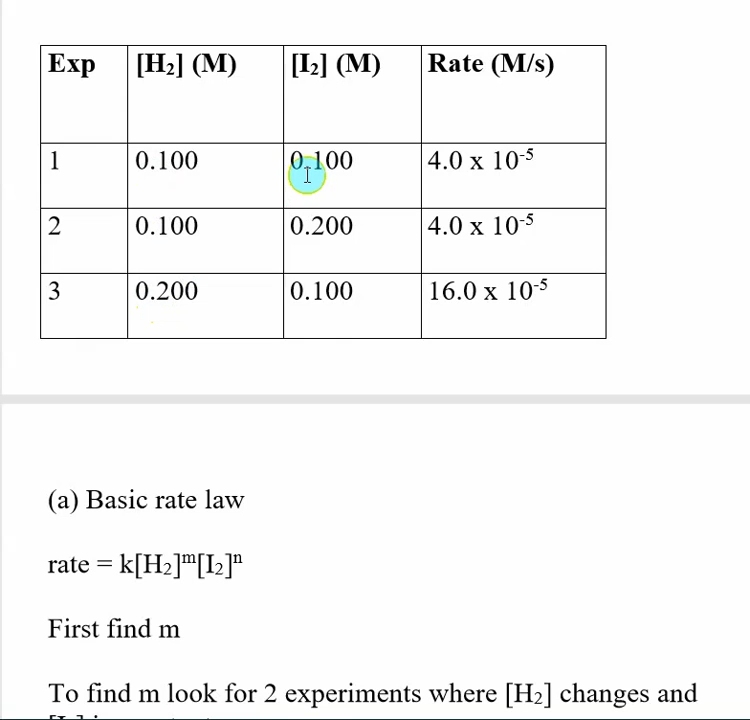 Exp [H₂] (M) [I₂] (M) Rate (M/s)
1 0.100 0.100 4.0 x 10⁻⁵
2 0.100 0.200 4.0 x 10⁻⁵
3 0.200 0.100 16.0 x 10⁻⁵
(a) Basic rate law
rate = k[H₂]ᵐ[I₂]ⁿ
First find m
To find m look for 2 experiments where [H₂] changes and